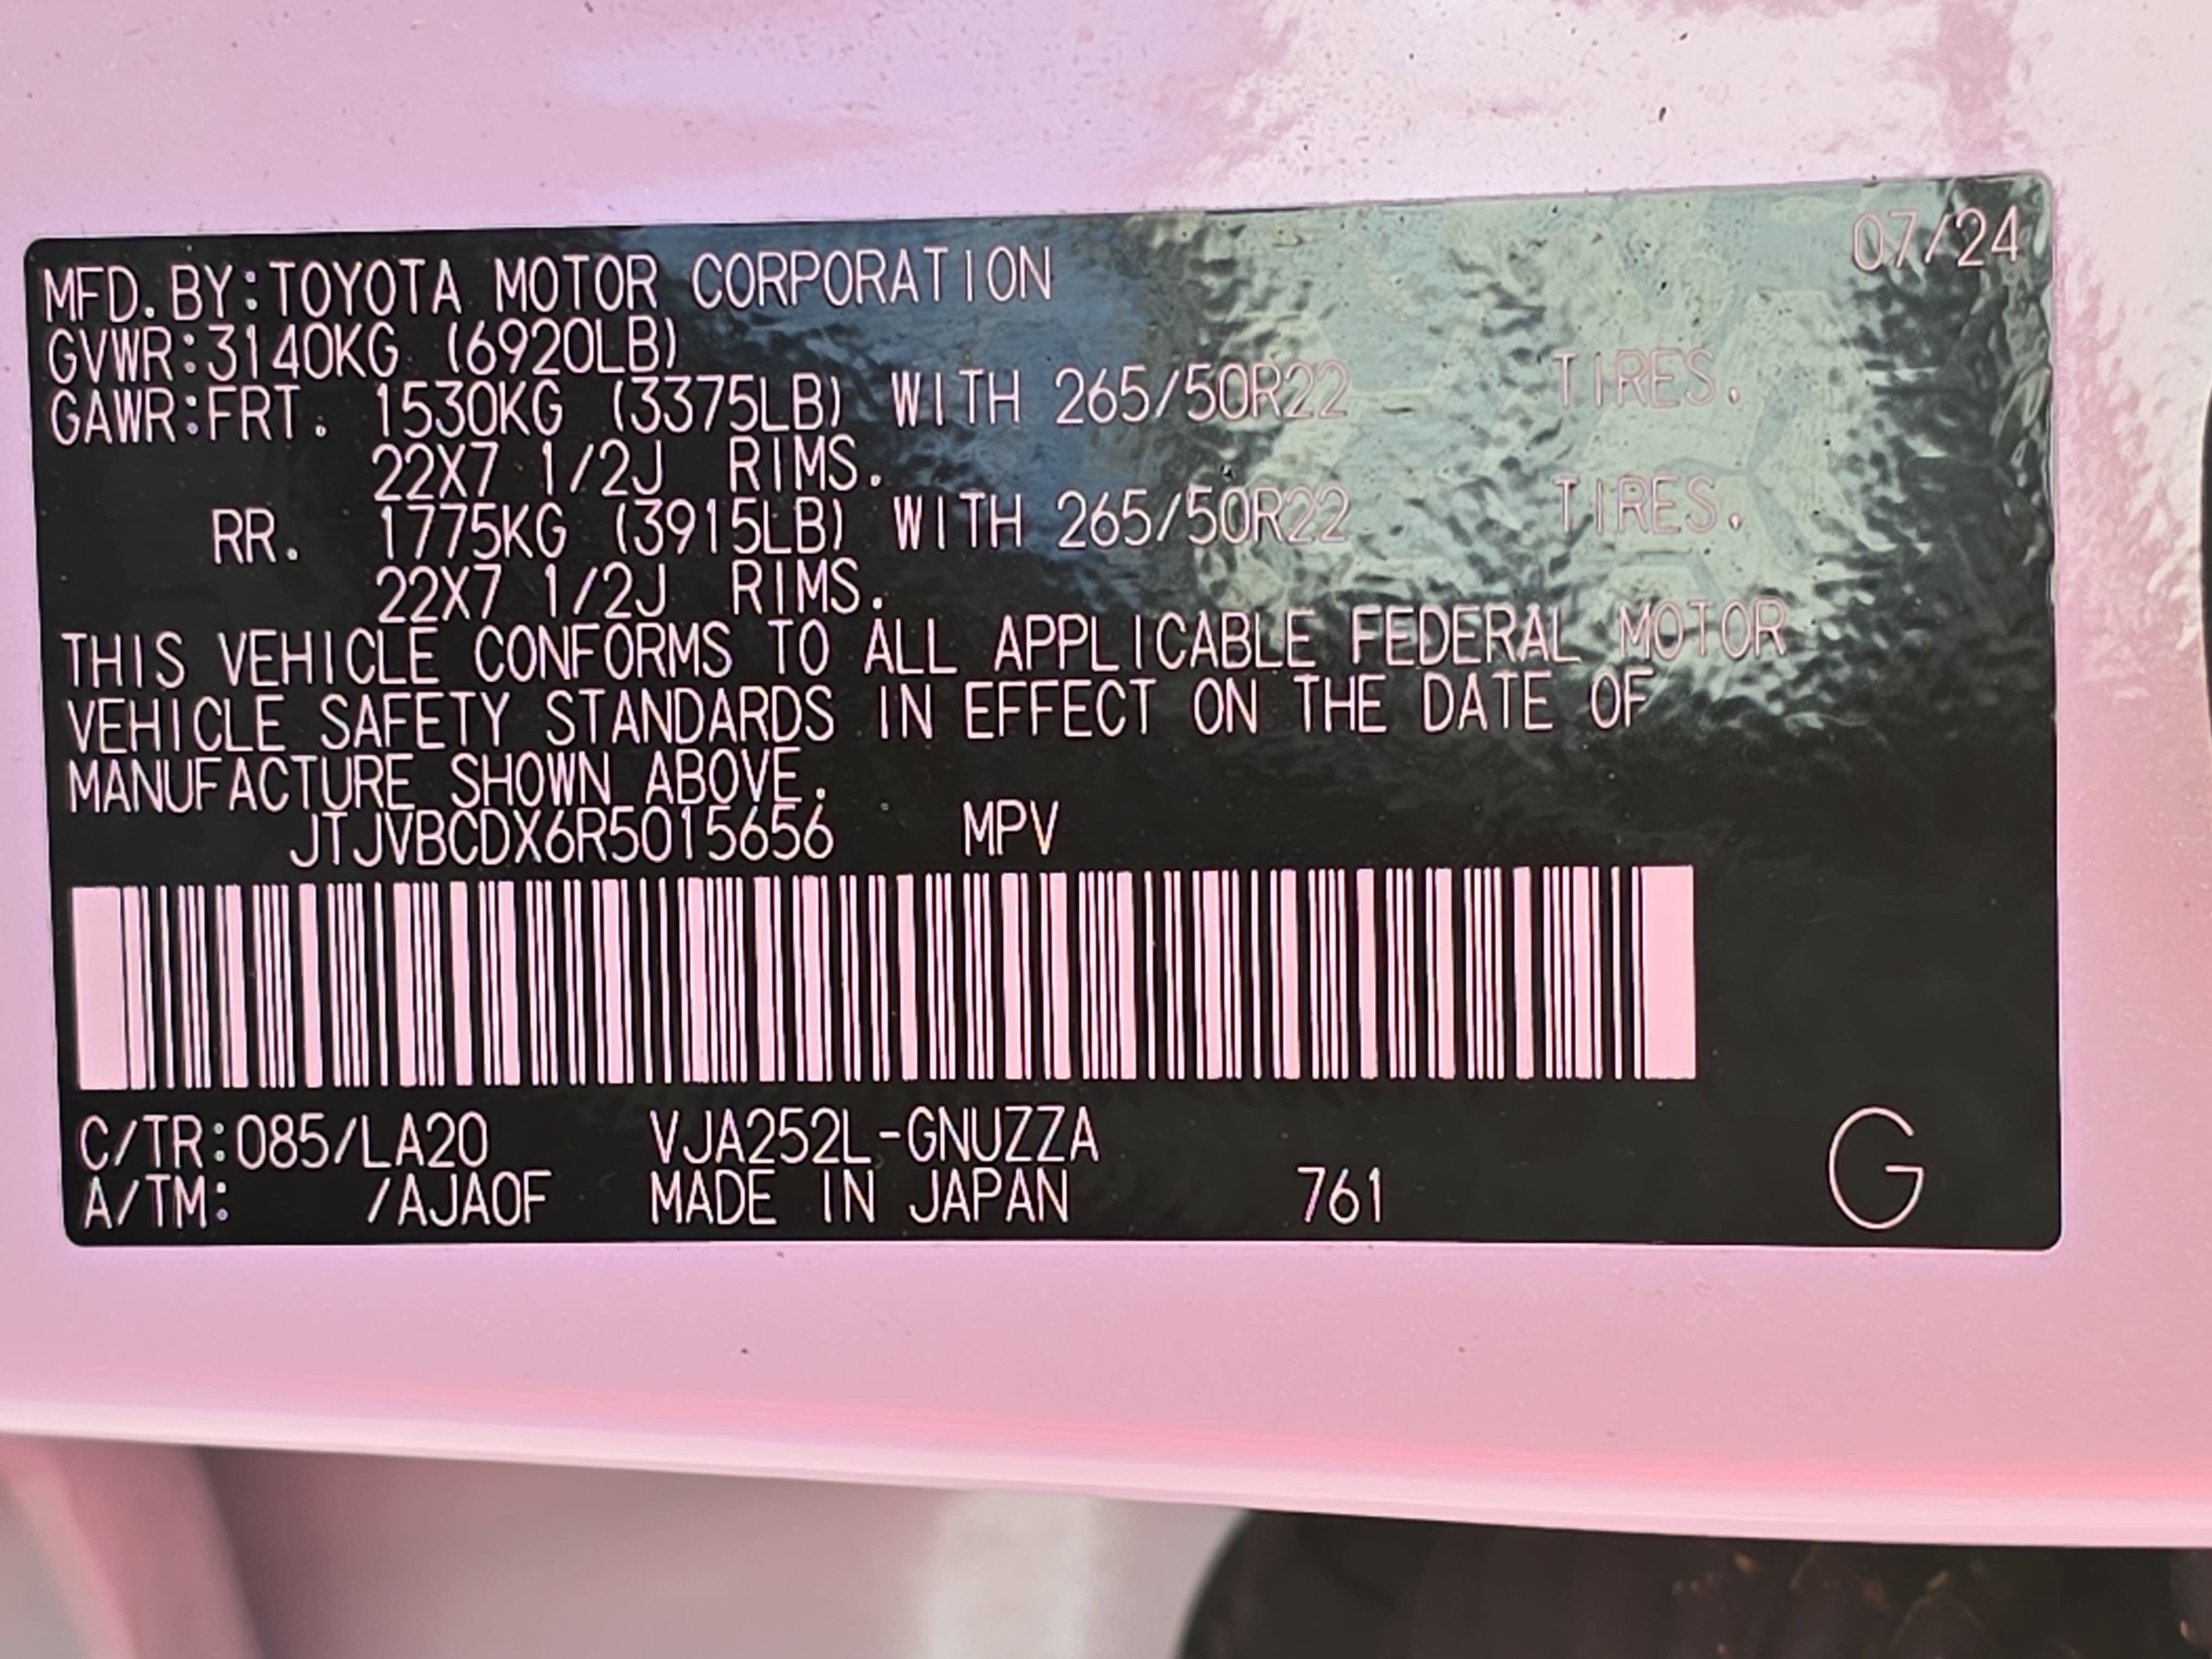 07/24
MFD.BY:TOYOTA MOTOR CORPORATION
GVWR:3140KG (6920LB)
GAWR:FRT. 1530KG (3375LB) WITH 265/50R22 TIRES.
22X7 1/2J RIMS.
RR. 1775KG (3915LB) WITH 265/50R22 TIRES.
22X7 1/2J RIMS.
THIS VEHICLE CONFORMS TO ALL APPLICABLE FEDERAL MOTOR
VEHICLE SAFETY STANDARDS IN EFFECT ON THE DATE OF
MANUFACTURE SHOWN ABOVE.
JTJVBCDX6R5015656 MPV
C/TR:085/LA20 VJA252L-GNUZZA
A/TM: /AJA0F MADE IN JAPAN 761
G